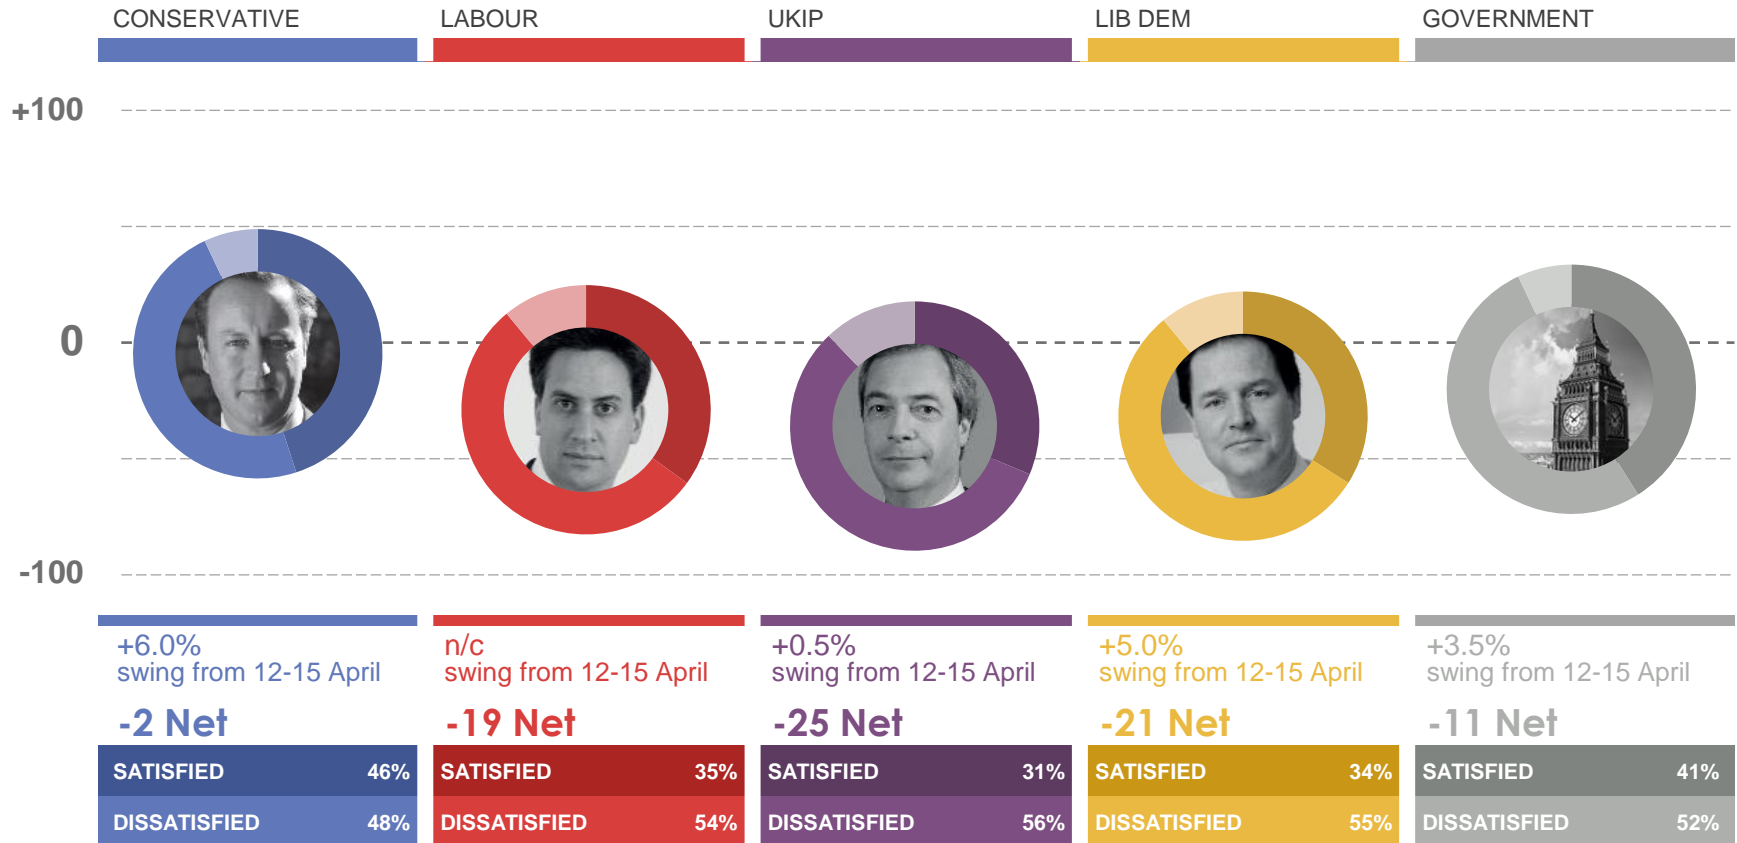 CONSERVATIVE LABOUR UKIP LIB DEM GOVERNMENT
+100
0
-100
+6.0% n/c +0.5% +5.0% +3.5%
swing from 12-15 April swing from 12-15 April swing from 12-15 April swing from 12-15 April swing from 12-15 April
-2 Net -19 Net -25 Net -21 Net -11 Net
SATISFIED 46% SATISFIED 35% SATISFIED 31% SATISFIED 34% SATISFIED 41%
DISSATISFIED 48% DISSATISFIED 54% DISSATISFIED 56% DISSATISFIED 55% DISSATISFIED 52%